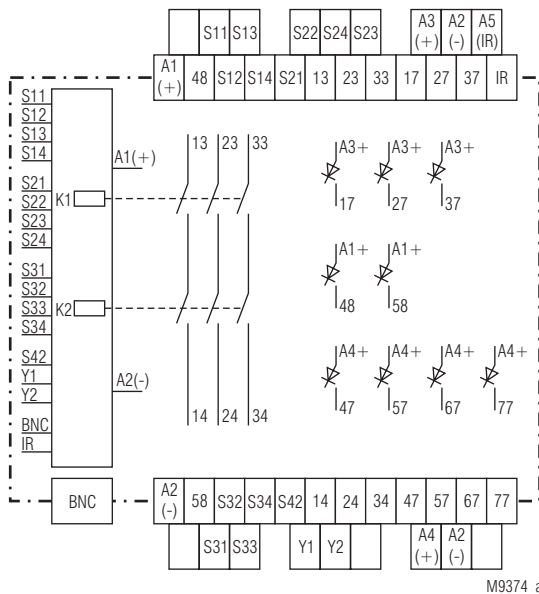 S11 S13 S22 S24 S23 A3 (+) A2 (-) A5 (IR)
A1 (+) 48 S12 S14 S21 13 23 33 17 27 37 IR
S11
S12
S13
S14
A1(+)
S21
K1
S22
S23
S24
S31
S32
K2
S33
S34
S42
Y1
A2(-)
Y2
BNC
IR
13 23 33
14 24 34
A3+ A3+ A3+
17 27 37
A1+ A1+
48 58
A4+ A4+ A4+ A4+
47 57 67 77
BNC
A2 (-) 58 S32 S34 S42 14 24 34 47 57 67 77
S31 S33 Y1 Y2 A4 (+) A2 (-)
M9374_a